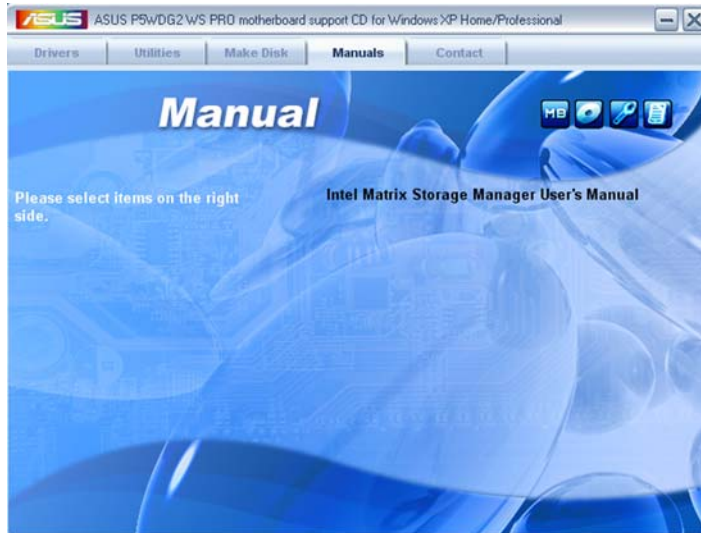 ASUS ASUS P5WDG2 WS PRO motherboard support CD for Windows XP Home/Professional
Drivers Utilities Make Disk Manuals Contact
Manual
MB
Please select items on the right
side.
Intel Matrix Storage Manager User's Manual